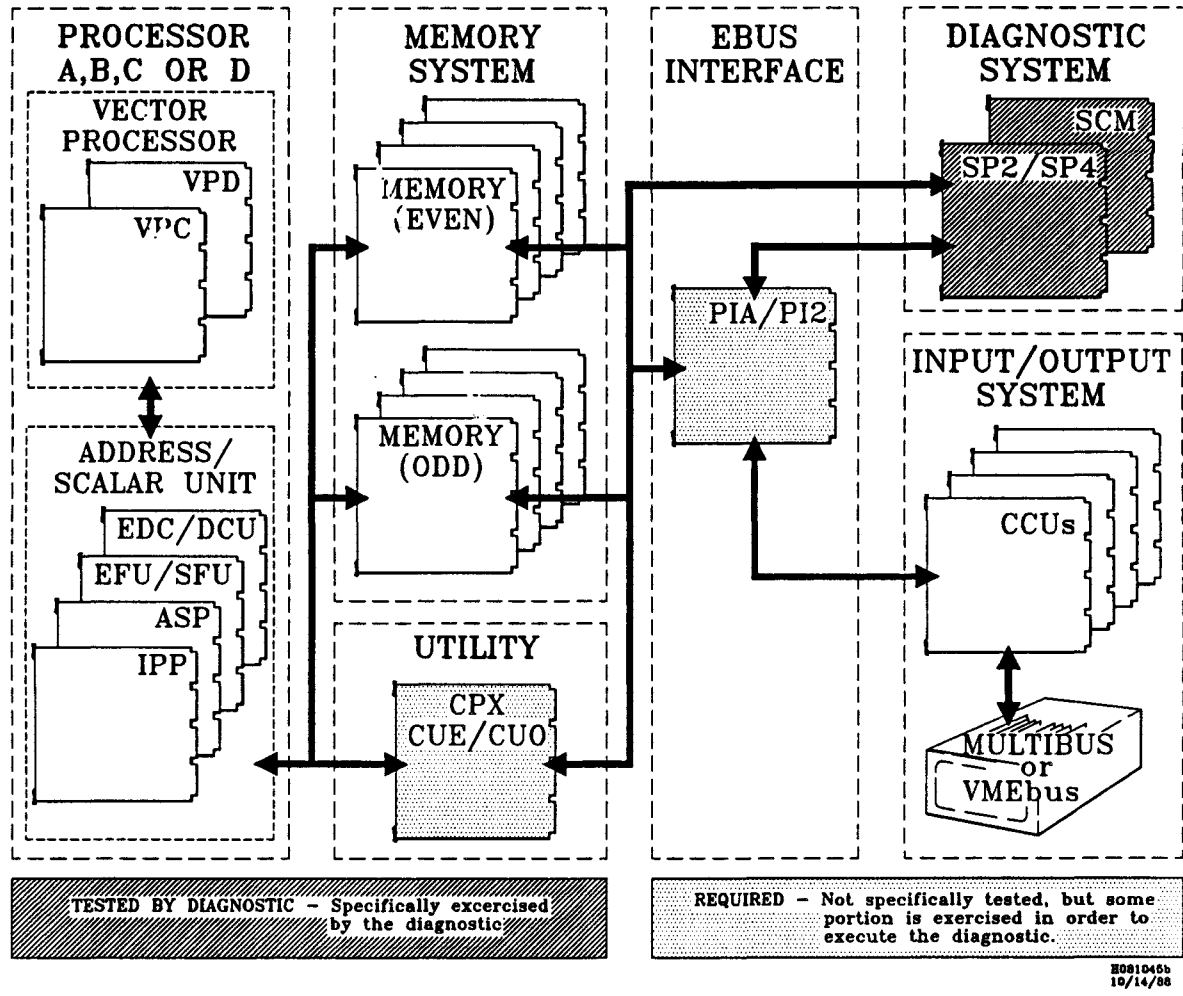 PROCESSOR
A,B,C OR D
VECTOR
PROCESSOR
VPD
VPC
ADDRESS/
SCALAR UNIT
EDC/DCU
EFU/SFU
ASP
IPP
MEMORY
SYSTEM
MEMORY
(EVEN)
MEMORY
(ODD)
UTILITY
CPX
CUE/CUO
EBUS
INTERFACE
PIA/PI2
DIAGNOSTIC
SYSTEM
SCM
SP2/SP4
INPUT/OUTPUT
SYSTEM
CCUs
MULTIBUS
or
VMEbus
TESTED BY DIAGNOSTIC – Specifically excercised
by the diagnostic
REQUIRED – Not specifically tested, but some
portion is exercised in order to
execute the diagnostic.
H081045b
10/14/88